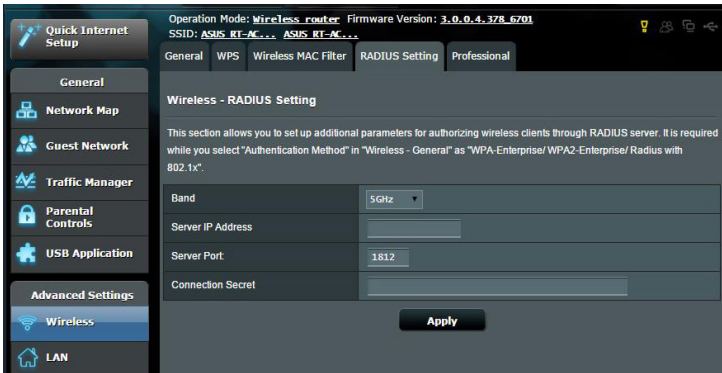 Quick Internet
Setup
Operation Mode: Wireless router Firmware Version: 3.0.0.4.378_6701
SSID: ASUS RT-AC... ASUS RT-AC...
General WPS Wireless MAC Filter RADIUS Setting Professional
General
Network Map
Guest Network
Traffic Manager
Parental
Controls
USB Application
Advanced Settings
Wireless
LAN
Wireless - RADIUS Setting
This section allows you to set up additional parameters for authorizing wireless clients through RADIUS server. It is required
while you select "Authentication Method" in "Wireless - General" as "WPA-Enterprise/ WPA2-Enterprise/ Radius with
802.1x".
Band 5GHz
Server IP Address
Server Port: 1812
Connection Secret
Apply